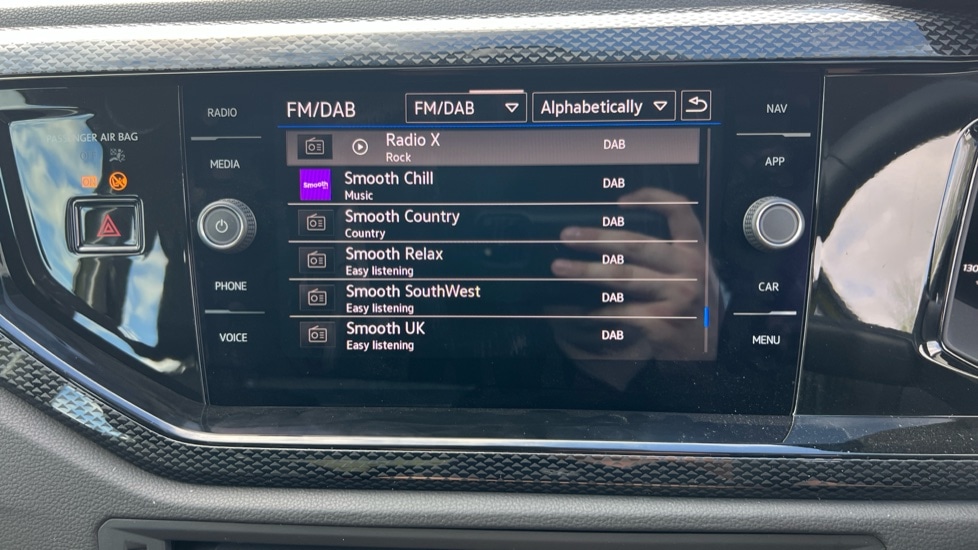 PASSENGER AIR BAG
RADIO
MEDIA
PHONE
VOICE
FM/DAB
FM/DAB
Alphabetically
Radio X
Rock
DAB
Smooth
Smooth Chill
Music
DAB
Smooth Country
Country
DAB
Smooth Relax
Easy listening
DAB
Smooth SouthWest
Easy listening
DAB
Smooth UK
Easy listening
DAB
NAV
APP
CAR
MENU
130